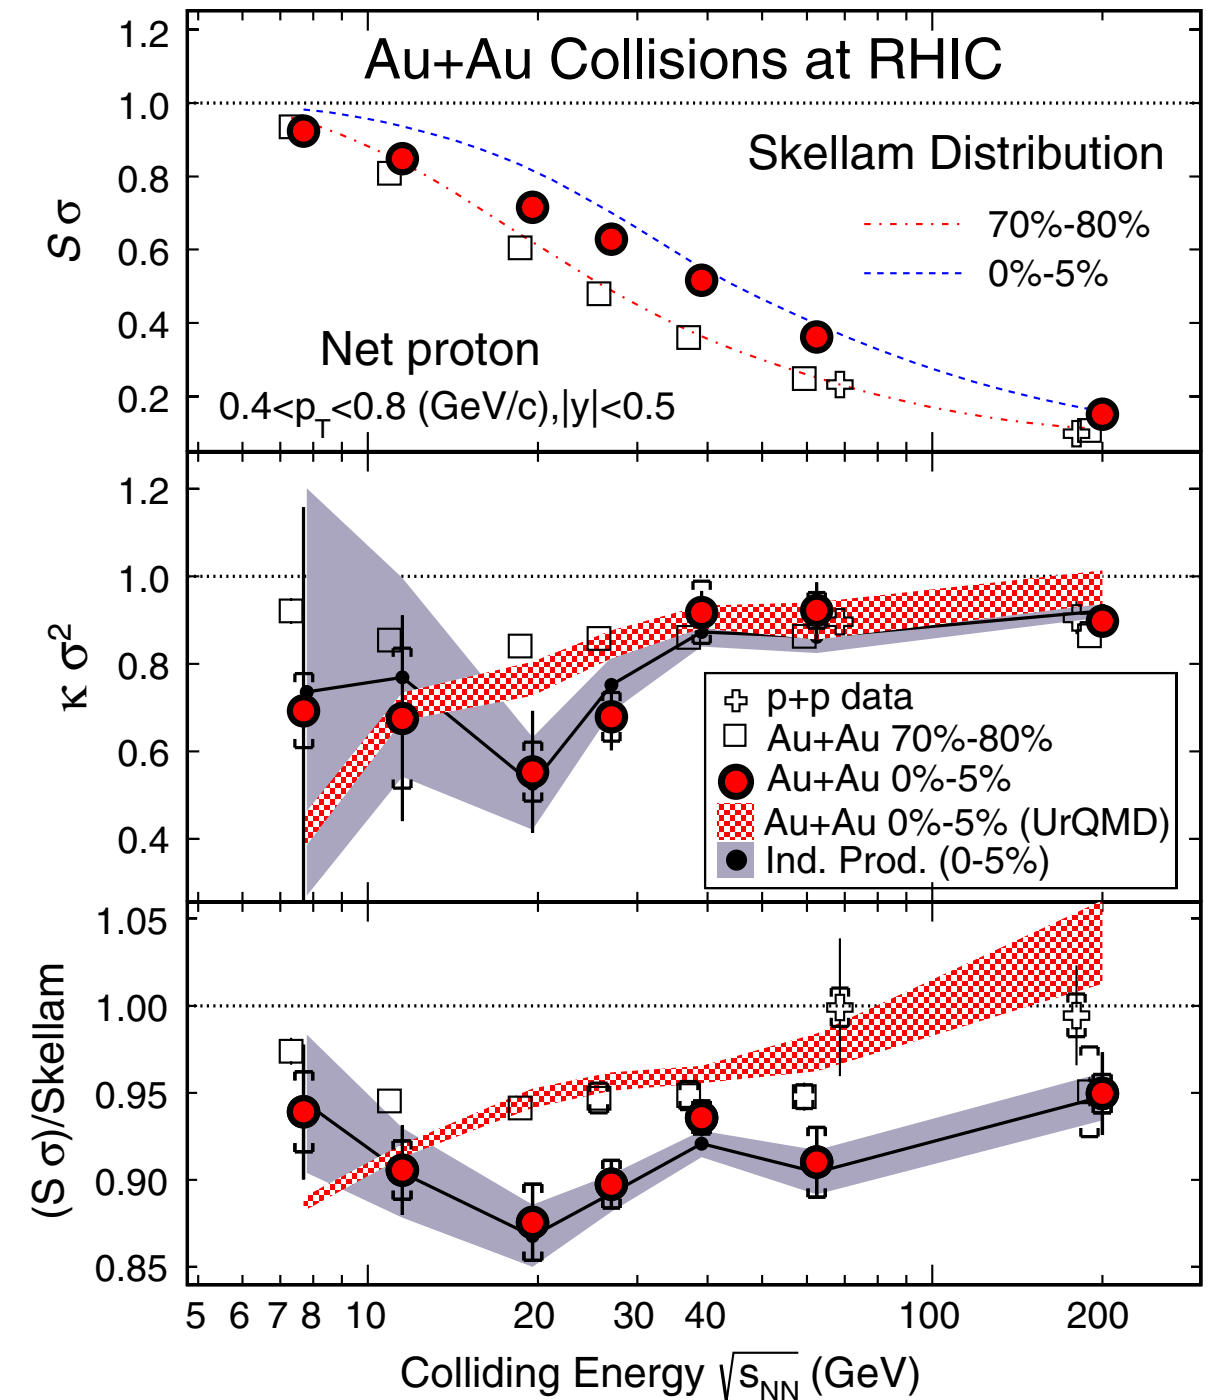 Au+Au Collisions at RHIC
Skellam Distribution
70%-80%
0%-5%
Net proton
0.4<p_T<0.8 (GeV/c),|y|<0.5
S σ
1.2
1.0
0.8
0.6
0.4
0.2
κ σ²
1.2
1.0
0.8
0.6
0.4
p+p data
Au+Au 70%-80%
Au+Au 0%-5%
Au+Au 0%-5% (UrQMD)
Ind. Prod. (0-5%)
(S σ)/Skellam
1.05
1.00
0.95
0.90
0.85
5 6 7 8 10 20 30 40 100 200
Colliding Energy √s_NN (GeV)